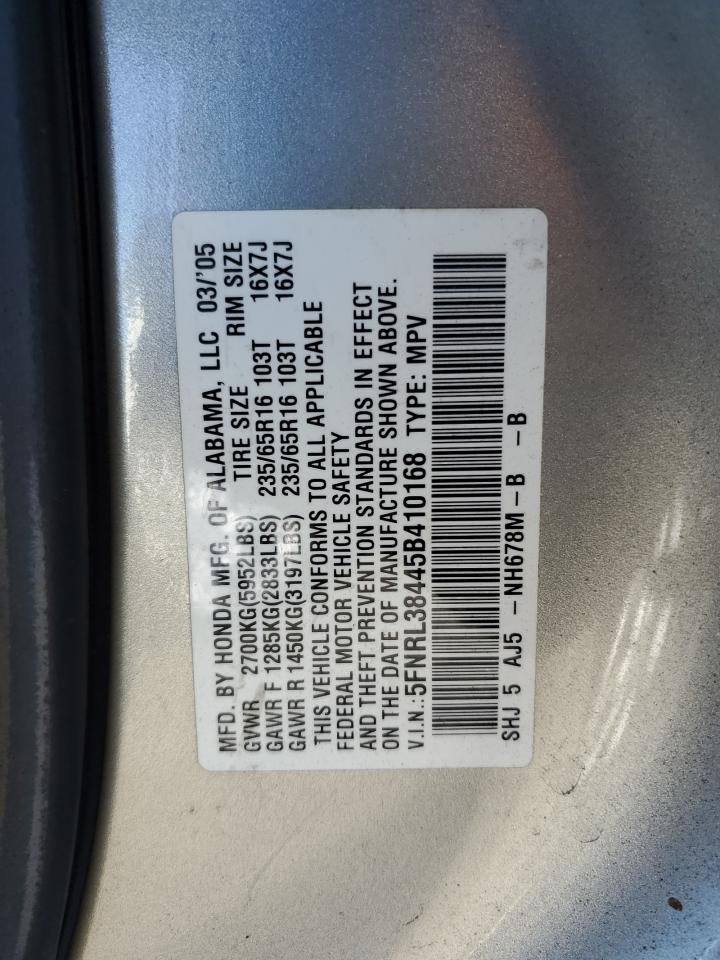 MFD. BY HONDA MFG. OF ALABAMA, LLC 03/'05
GVWR 2700KG(5952LBS) TIRE SIZE RIM SIZE
GAWR F 1285KG(2833LBS) 235/65R16 103T 16X7J
GAWR R 1450KG(3197LBS) 235/65R16 103T 16X7J
THIS VEHICLE CONFORMS TO ALL APPLICABLE
FEDERAL MOTOR VEHICLE SAFETY
AND THEFT PREVENTION STANDARDS IN EFFECT
ON THE DATE OF MANUFACTURE SHOWN ABOVE.
V.I.N.:5FNRL38445B410168 TYPE: MPV
SHJ 5 AJ5 -NH678M-B -B